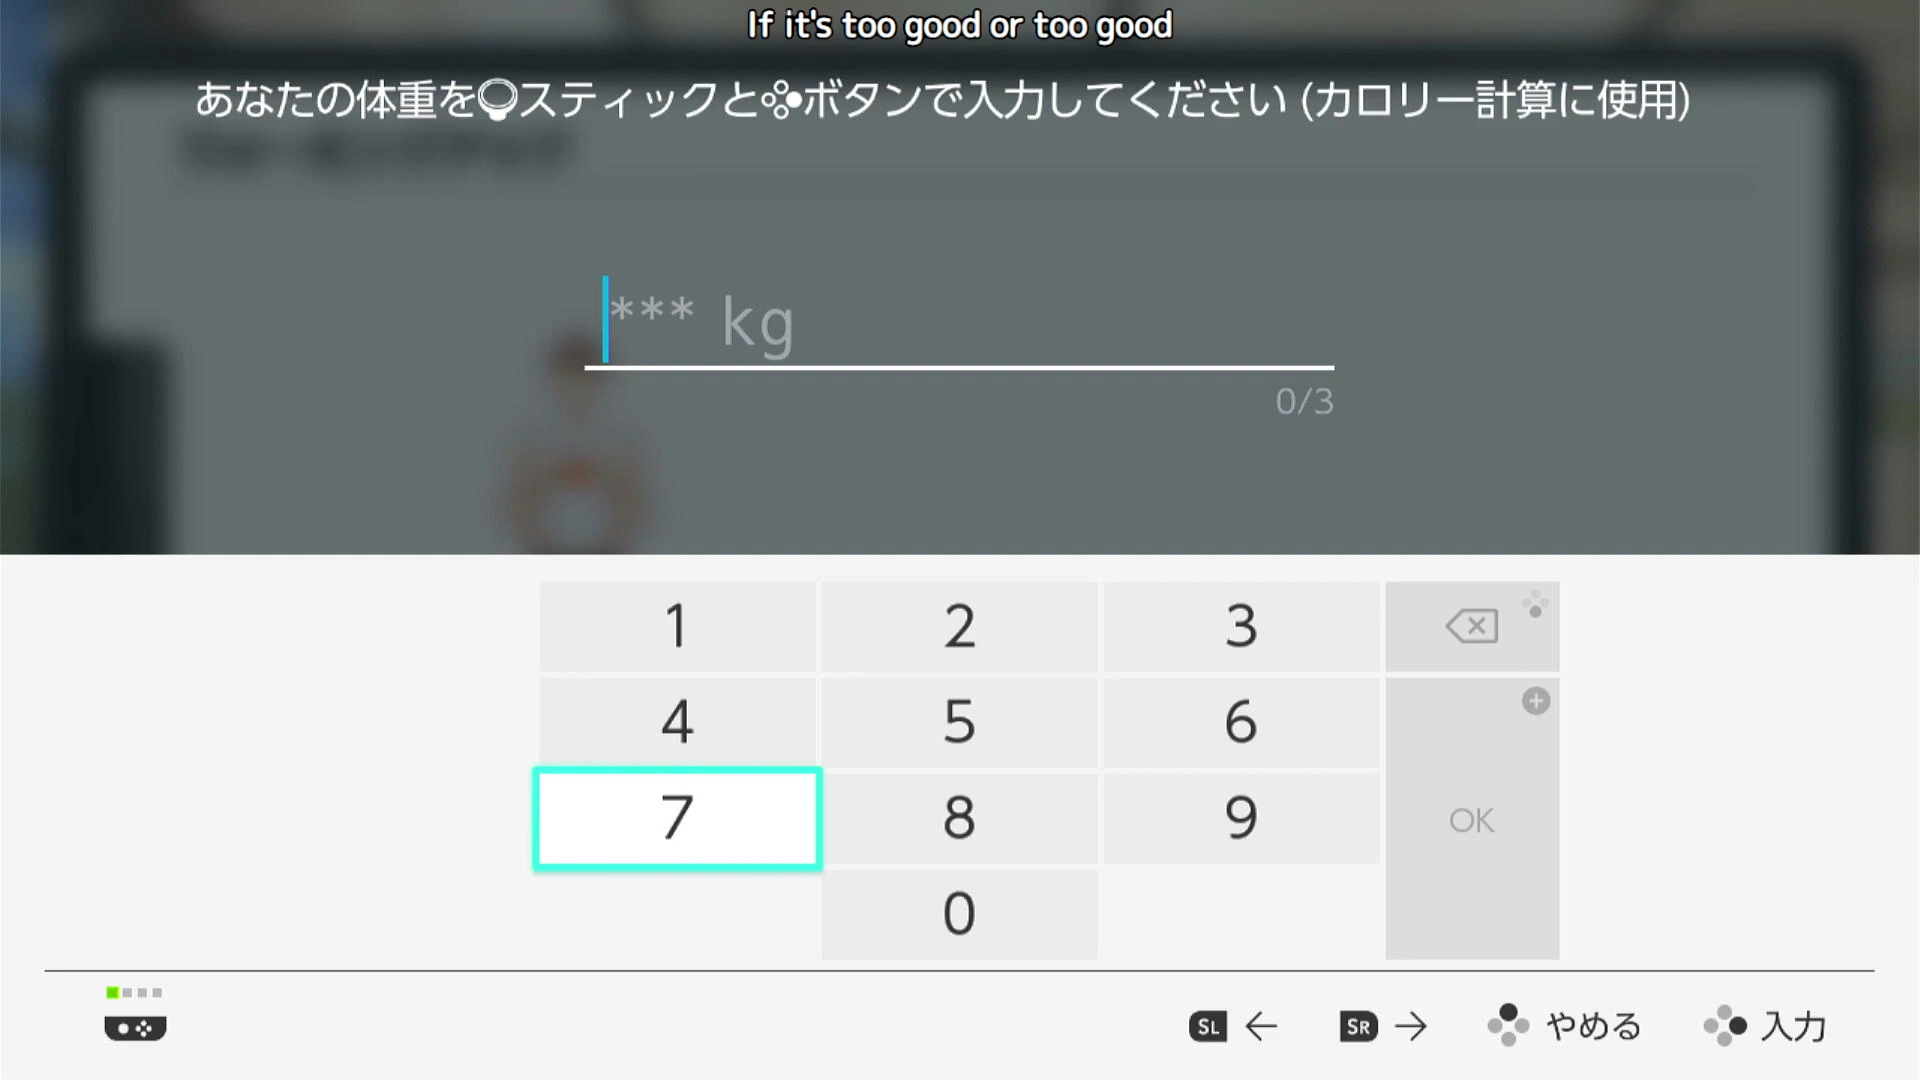 If it's too good or too good
あなたの体重をスティックとボタンで入力してください (カロリー計算に使用)
*** kg
0/3
1 2 3
4 5 6
7 8 9
OK
0
SL ← SR → やめる 入力